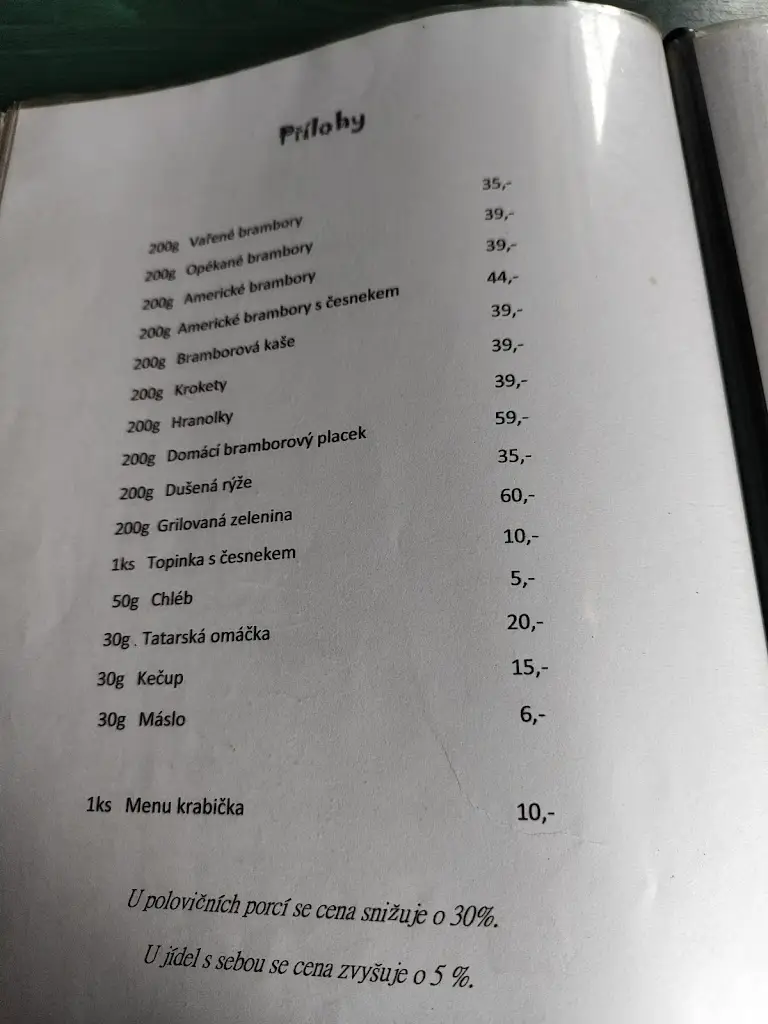 Přílohy
200g Vařené brambory 35,-
200g Opékané brambory 39,-
200g Americké brambory 39,-
200g Americké brambory s česnekem 44,-
200g Bramborová kaše 39,-
200g Krokety 39,-
200g Hranolky 39,-
200g Domácí bramborový placek 59,-
200g Dušená rýže 35,-
200g Grilovaná zelenina 60,-
1ks Topinka s česnekem 10,-
50g Chléb 5,-
30g . Tatarská omáčka 20,-
30g Kečup 15,-
30g Máslo 6,-
1ks Menu krabička 10,-
U polovičních porcí se cena snižuje o 30%.
U jídel s sebou se cena zvyšuje o 5 %.